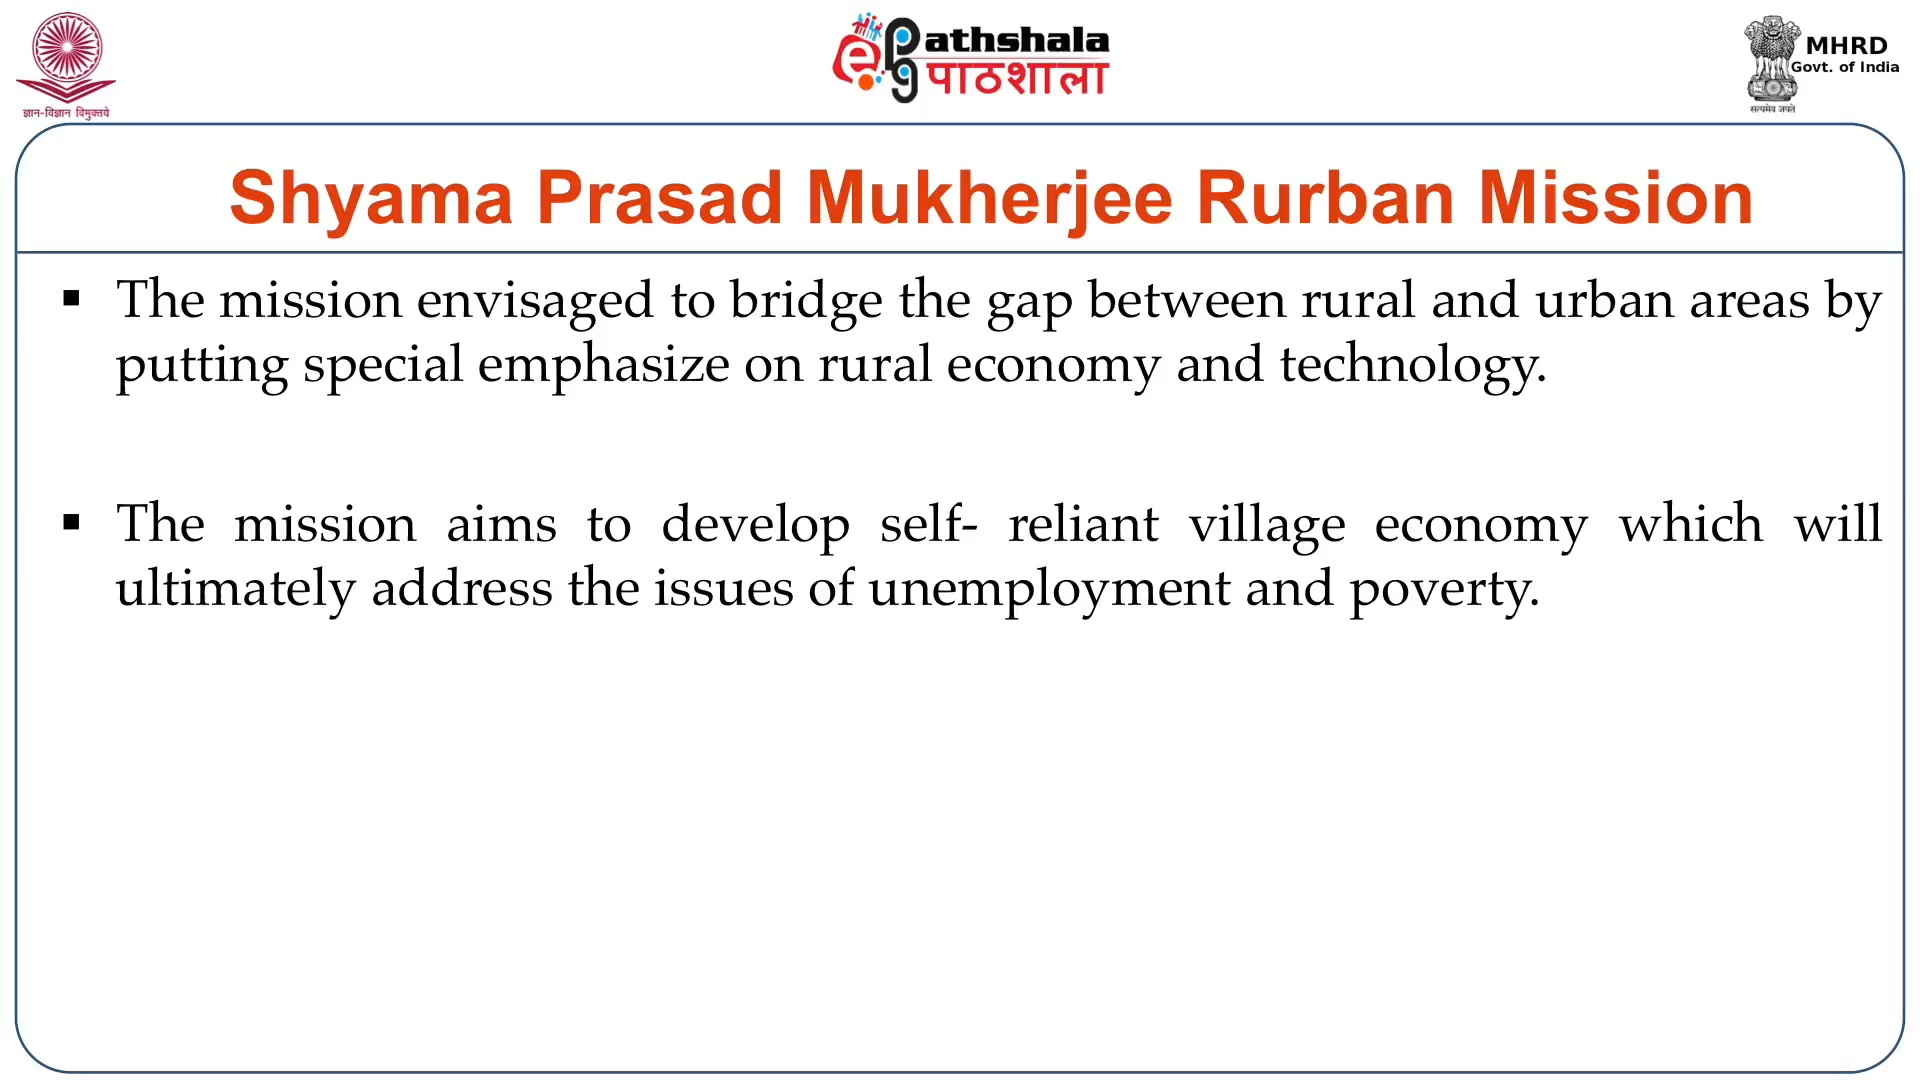 ज्ञान-विज्ञान विमुक्तये
e pg Pathshala
पाठशाला
MHRD
Govt. of India
सत्यमेव जयते
Shyama Prasad Mukherjee Rurban Mission
▪ The mission envisaged to bridge the gap between rural and urban areas by
putting special emphasize on rural economy and technology.
▪ The mission aims to develop self- reliant village economy which will
ultimately address the issues of unemployment and poverty.